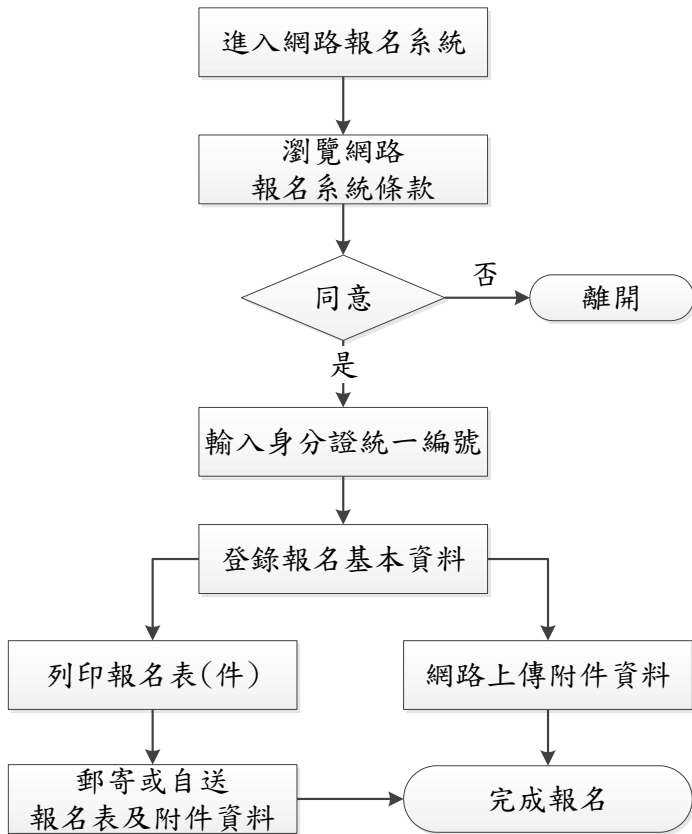 進入網路報名系統
瀏覽網路
報名系統條款
同意
否
離開
是
輸入身分證統一編號
登錄報名基本資料
列印報名表(件)
網路上傳附件資料
郵寄或自送
報名表及附件資料
完成報名